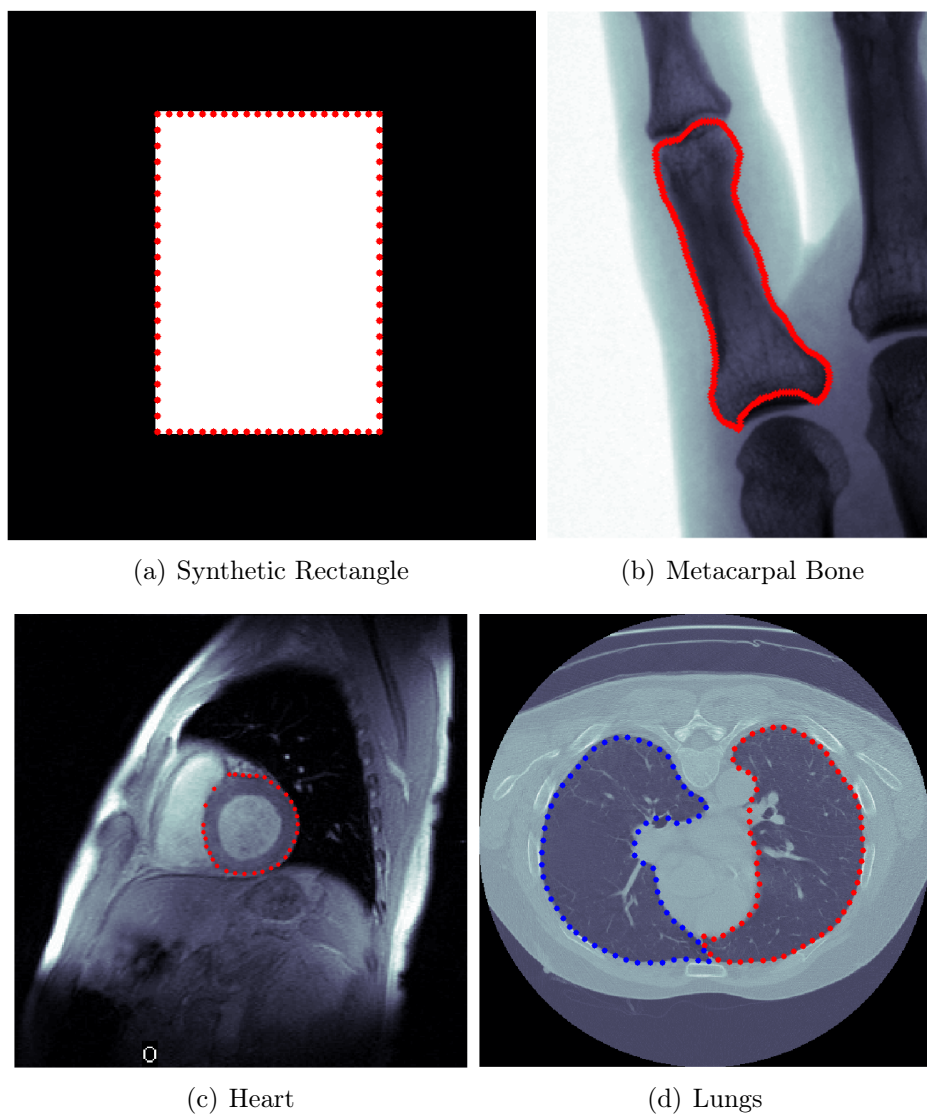 (a) Synthetic Rectangle
(b) Metacarpal Bone
O
(c) Heart
(d) Lungs